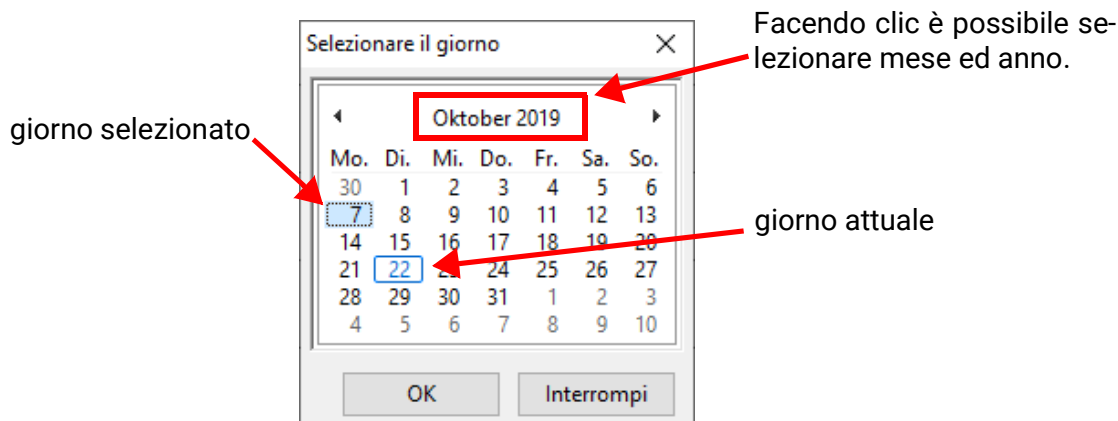 Facendo clic è possibile se-
lezionare mese ed anno.
Selezionare il giorno
giorno selezionato
Oktober 2019
Mo. Di. Mi. Do. Fr. Sa. So.
30 1 2 3 4 5 6
7 8 9 10 11 12 13
14 15 16 17 18 19 20
giorno attuale
21 22 23 24 25 26 27
28 29 30 31 1 2 3
4 5 6 7 8 9 10
OK Interrompi